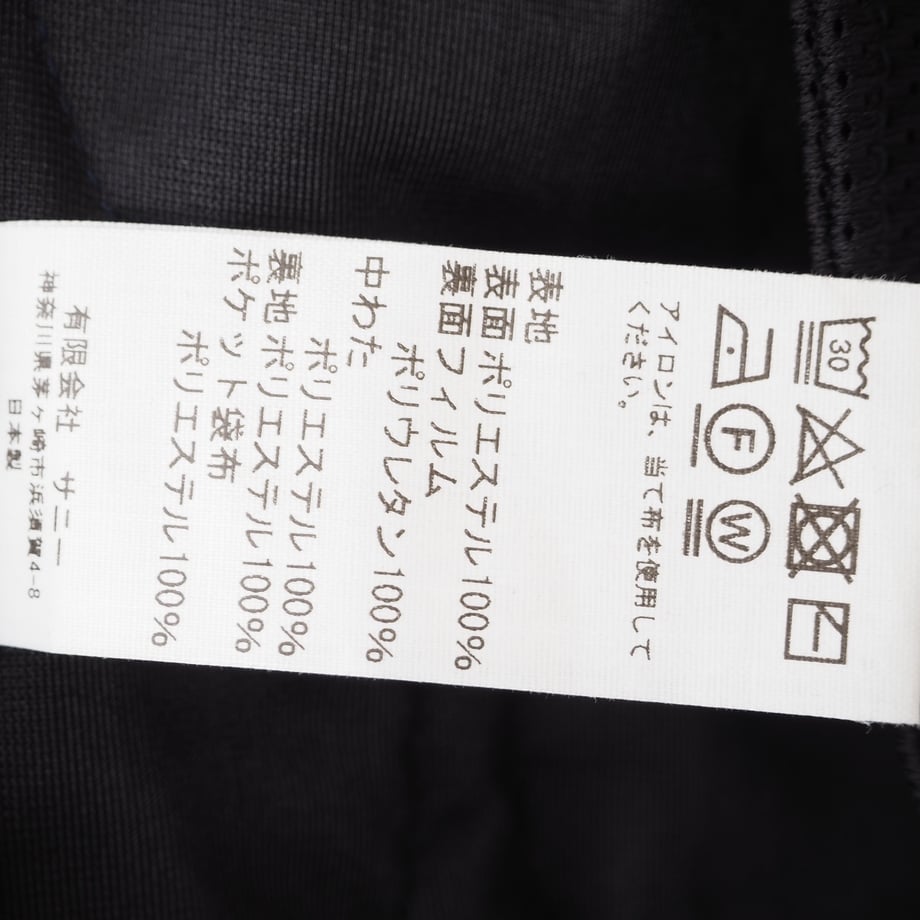 30
F
W
アイロンは、当て布を使用して
ください。
表地
表面 ポリエステル100%
裏面 フィルム
ポリウレタン100%
中わた
ポリエステル100%
裏地 ポリエステル100%
ポケット袋布
ポリエステル100%
有限会社 サニー
神奈川県茅ヶ崎市浜須賀4-8
日本製